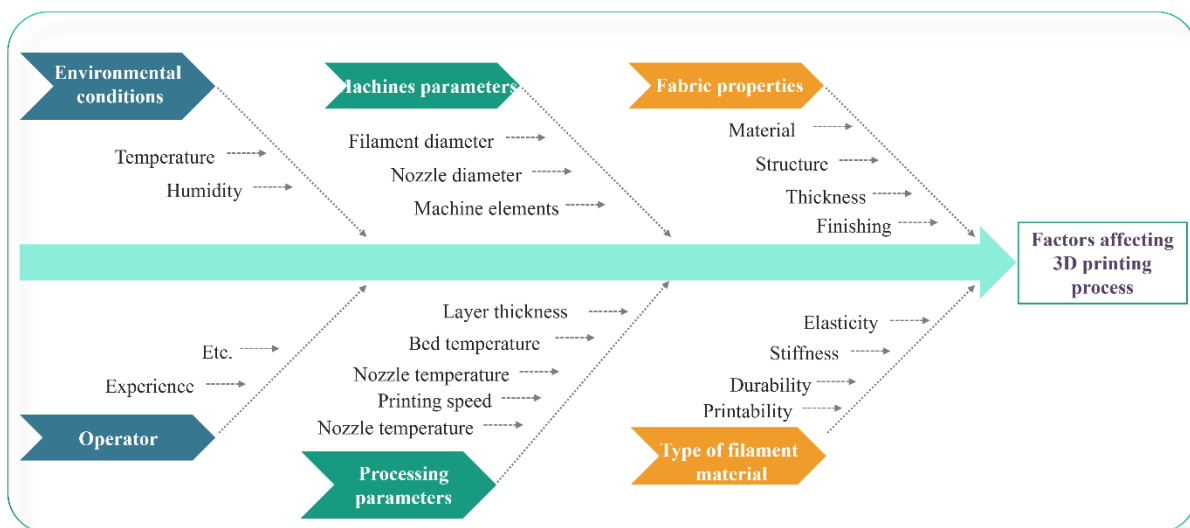 Environmental
conditions
Temperature
Humidity
Machines parameters
Filament diameter
Nozzle diameter
Machine elements
Fabric properties
Material
Structure
Thickness
Finishing
Factors affecting
3D printing
process
Etc.
Experience
Operator
Layer thickness
Bed temperature
Nozzle temperature
Printing speed
Nozzle temperature
Processing
parameters
Elasticity
Stiffness
Durability
Printability
Type of filament
material